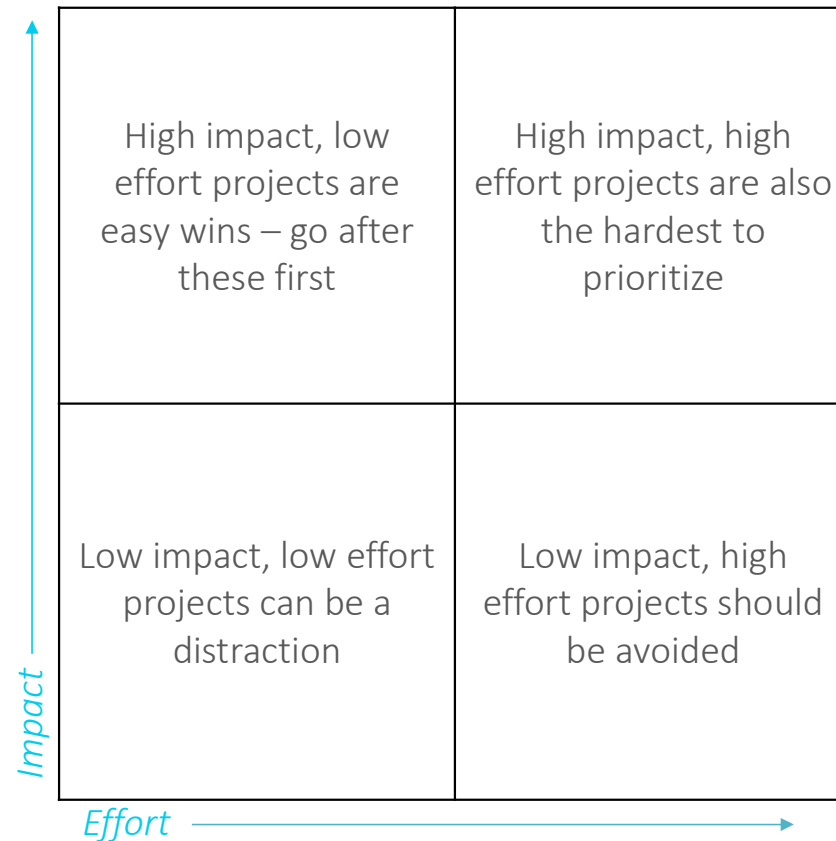 High impact, low
effort projects are
easy wins – go after
these first
High impact, high
effort projects are also
the hardest to
prioritize
Low impact, low effort
projects can be a
distraction
Low impact, high
effort projects should
be avoided
Impact
Effort